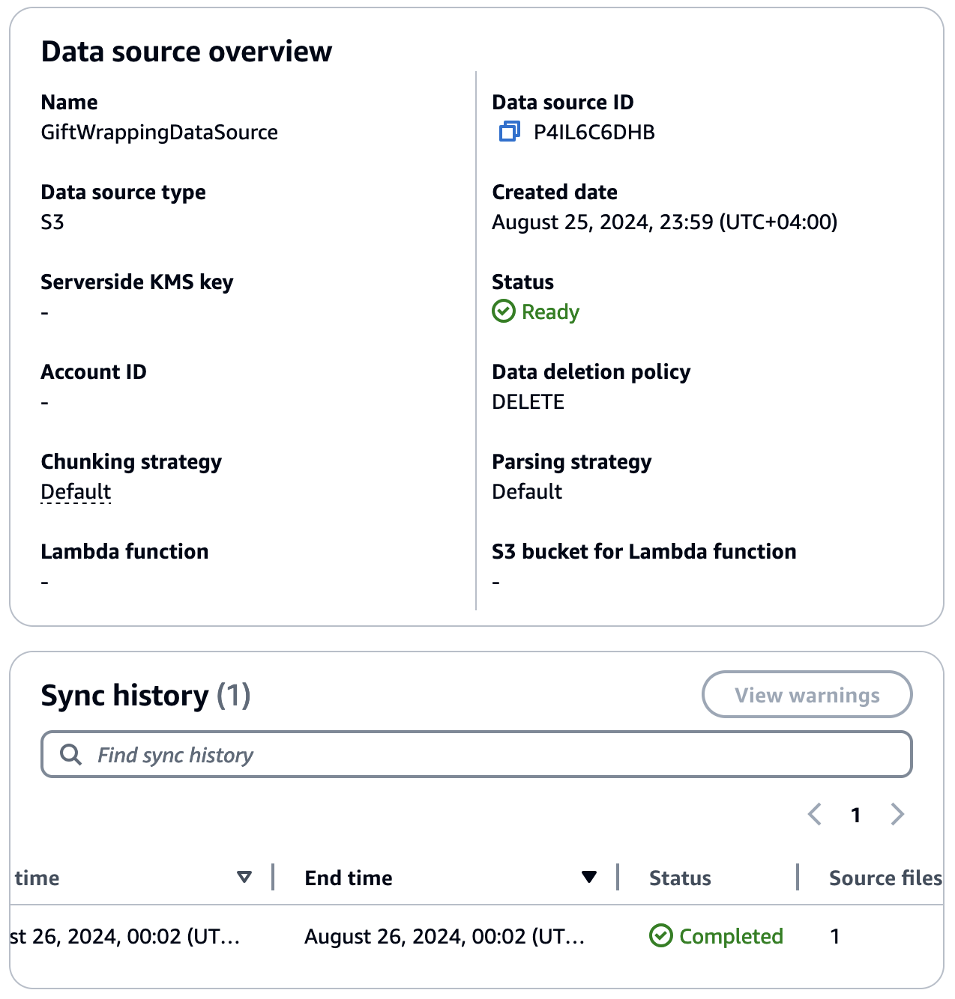 Data source overview
Name
GiftWrappingDataSource
Data source ID
P4IL6C6DHB
Data source type
S3
Created date
August 25, 2024, 23:59 (UTC+04:00)
Serverside KMS key
-
Status
Ready
Account ID
-
Data deletion policy
DELETE
Chunking strategy
Default
Parsing strategy
Default
Lambda function
-
S3 bucket for Lambda function
-
Sync history (1)
View warnings
Find sync history
1
time
End time
Status
Source files
st 26, 2024, 00:02 (UT...
August 26, 2024, 00:02 (UT...
Completed
1